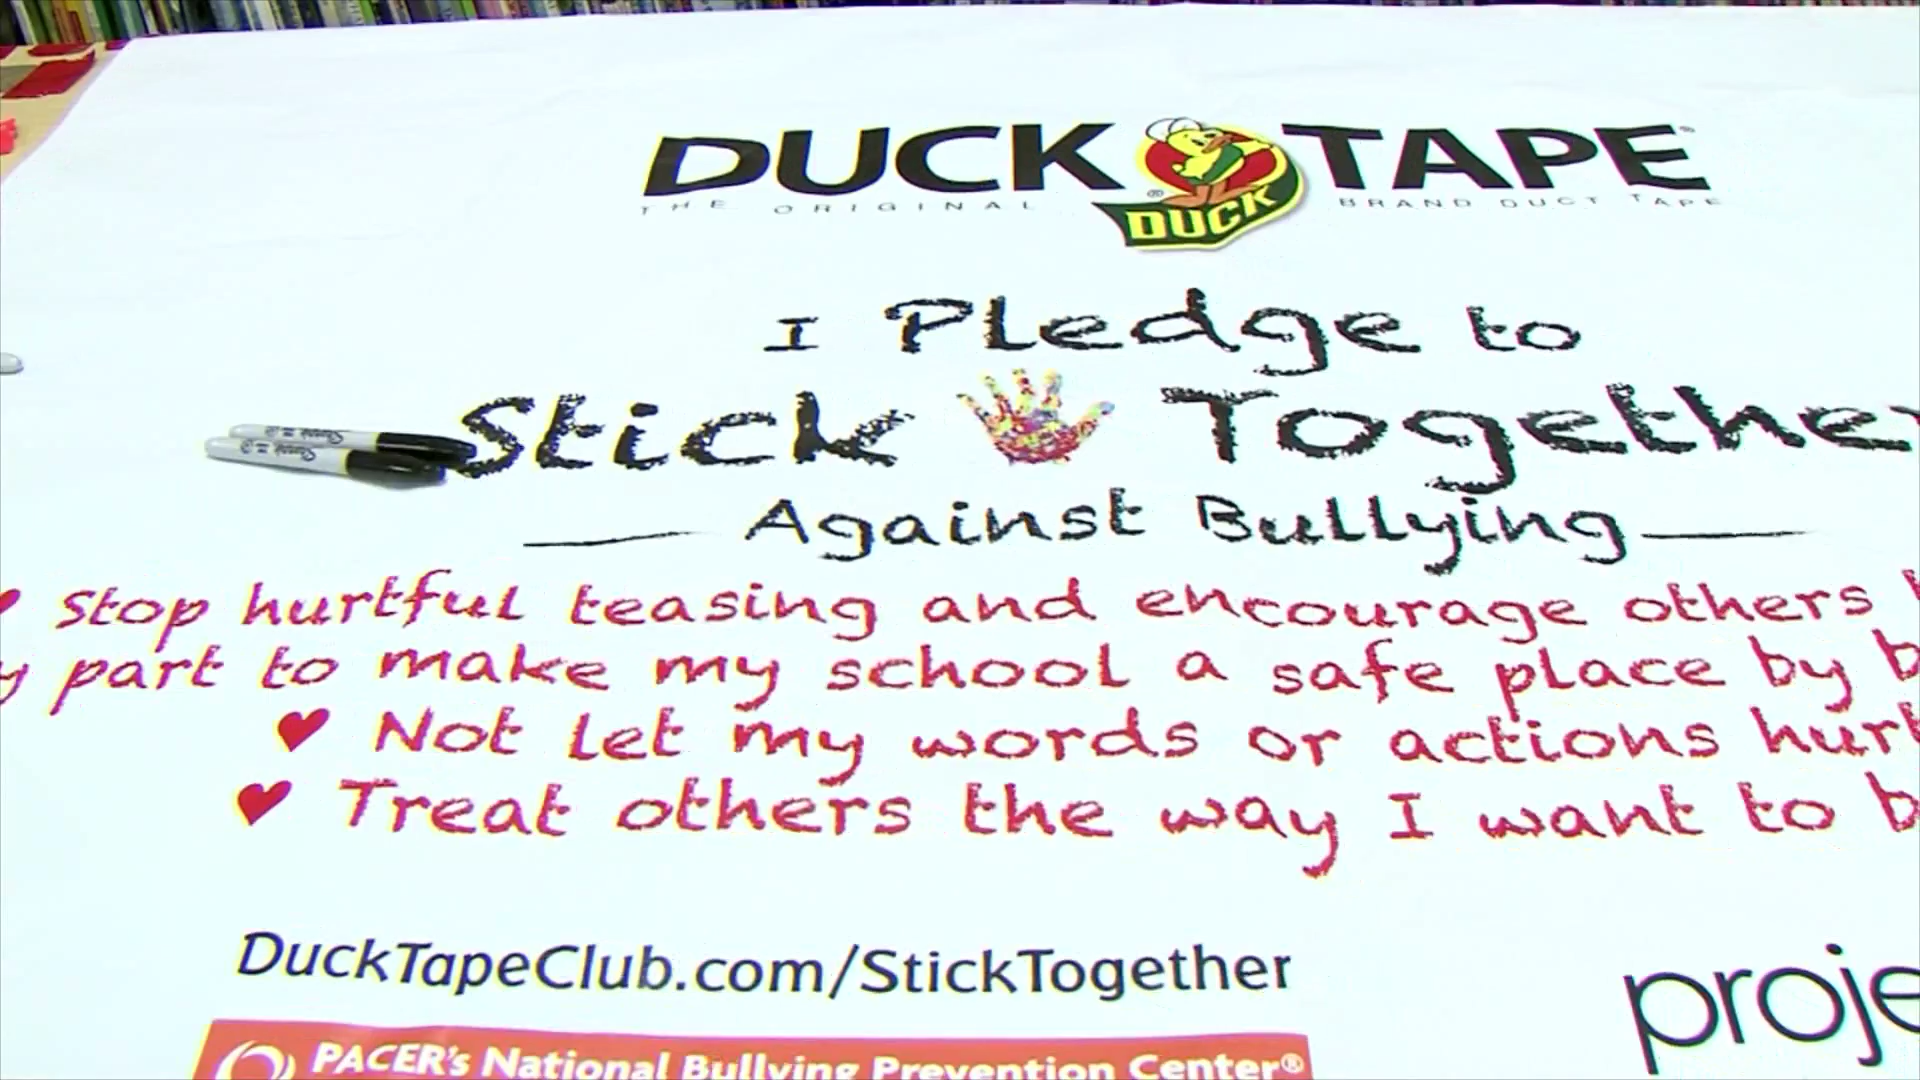 DUCK TAPE®
THE ORIGINAL DUCK® BRAND DUCT TAPE
I Pledge to
Stick Together
Against Bullying
Stop hurtful teasing and encourage others
part to make my school a safe place by
Not let my words or actions hurt
Treat others the way I want to
DuckTapeClub.com/StickTogether
PACER's National Bullying Prevention Center®